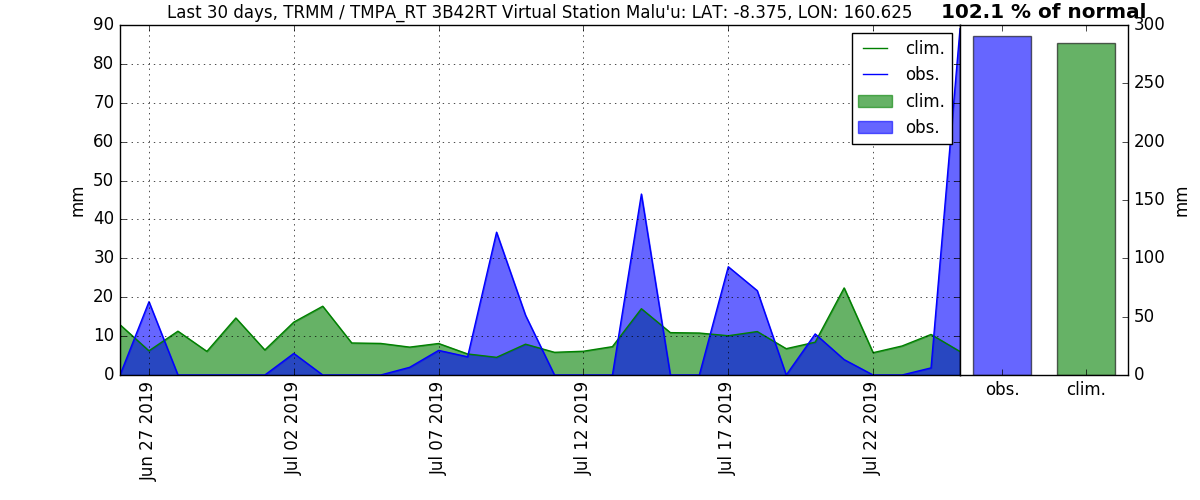 Last 30 days, TRMM / TMPA_RT 3B42RT Virtual Station Malu'u: LAT: -8.375, LON: 160.625
102.1 % of normal
90
80
70
60
50
40
30
20
10
0
mm
clim.
obs.
clim.
obs.
300
250
200
150
100
50
0
mm
Jun 27 2019
Jul 02 2019
Jul 07 2019
Jul 12 2019
Jul 17 2019
Jul 22 2019
obs.
clim.